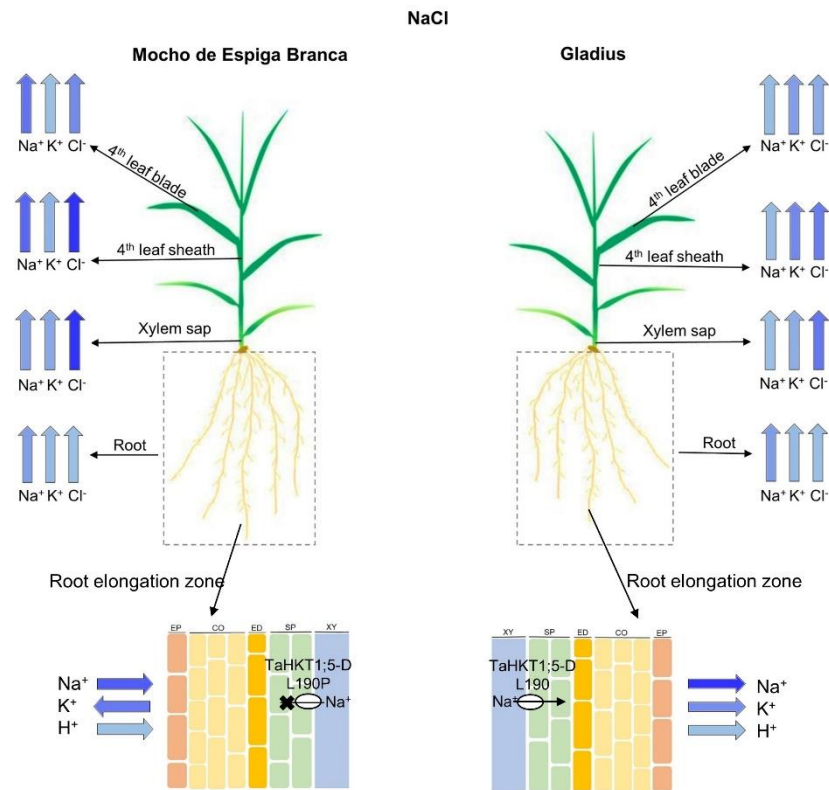 NaCl
Mocho de Espiga Branca
Gladius
Na⁺ K⁺ Cl⁻
4th leaf blade
Na⁺ K⁺ Cl⁻
4th leaf sheath
Na⁺ K⁺ Cl⁻
Xylem sap
Na⁺ K⁺ Cl⁻
Root
Na⁺ K⁺ Cl⁻
4th leaf blade
Na⁺ K⁺ Cl⁻
4th leaf sheath
Na⁺ K⁺ Cl⁻
Xylem sap
Na⁺ K⁺ Cl⁻
Root
Root elongation zone
Root elongation zone
EP CO ED SP XY
TaHKT1;5-D
L190P
Na⁺
Na⁺
K⁺
H⁺
XY SP ED CO EP
TaHKT1;5-D
L190
Na⁺
Na⁺
K⁺
H⁺